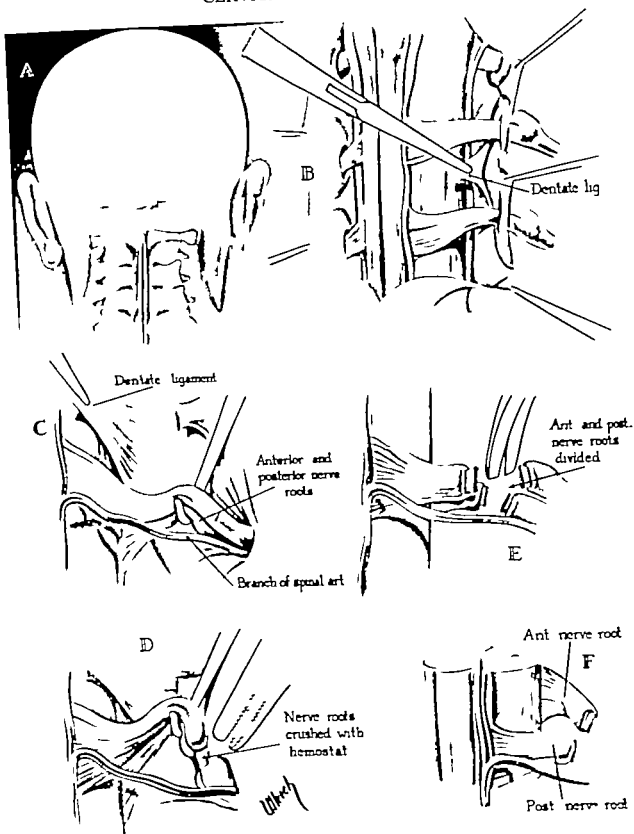 A
B
Dentate lig
C
Dentate ligament
Anterior and
posterior nerve
roots
Branch of spinal art
Ant and post.
nerve roots
divided
E
D
Nerve roots
crushed with
hemostat
Ant nerve root
F
Post nerve root